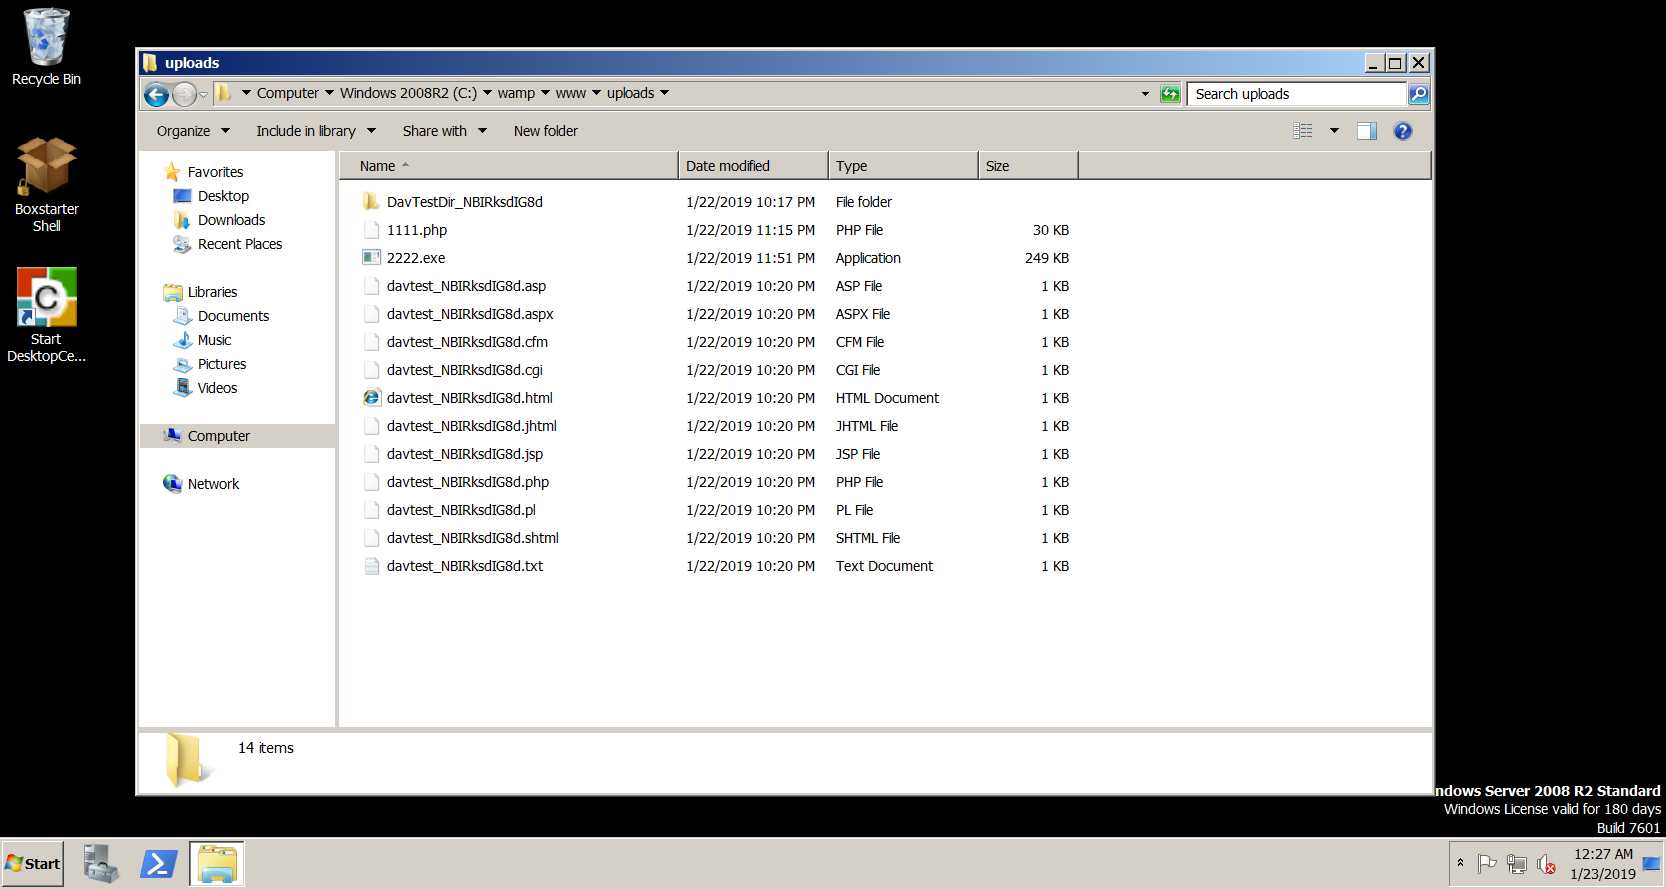 Recycle Bin
Boxstarter
Shell
Start
DesktopCe...
uploads
Computer Windows 2008R2 (C:) wamp www uploads
Search uploads
Organize Include in library Share with New folder
Favorites
Desktop
Downloads
Recent Places
Libraries
Documents
Music
Pictures
Videos
Computer
Network
Name Date modified Type Size
DavTestDir_NBIRksdIG8d 1/22/2019 10:17 PM File folder
1111.php 1/22/2019 11:15 PM PHP File 30 KB
2222.exe 1/22/2019 11:51 PM Application 249 KB
davtest_NBIRksdIG8d.asp 1/22/2019 10:20 PM ASP File 1 KB
davtest_NBIRksdIG8d.aspx 1/22/2019 10:20 PM ASPX File 1 KB
davtest_NBIRksdIG8d.cfm 1/22/2019 10:20 PM CFM File 1 KB
davtest_NBIRksdIG8d.cgi 1/22/2019 10:20 PM CGI File 1 KB
davtest_NBIRksdIG8d.html 1/22/2019 10:20 PM HTML Document 1 KB
davtest_NBIRksdIG8d.jhtml 1/22/2019 10:20 PM JHTML File 1 KB
davtest_NBIRksdIG8d.jsp 1/22/2019 10:20 PM JSP File 1 KB
davtest_NBIRksdIG8d.php 1/22/2019 10:20 PM PHP File 1 KB
davtest_NBIRksdIG8d.pl 1/22/2019 10:20 PM PL File 1 KB
davtest_NBIRksdIG8d.shtml 1/22/2019 10:20 PM SHTML File 1 KB
davtest_NBIRksdIG8d.txt 1/22/2019 10:20 PM Text Document 1 KB
14 items
ndows Server 2008 R2 Standard
Windows License valid for 180 days
Build 7601
Start
12:27 AM
1/23/2019